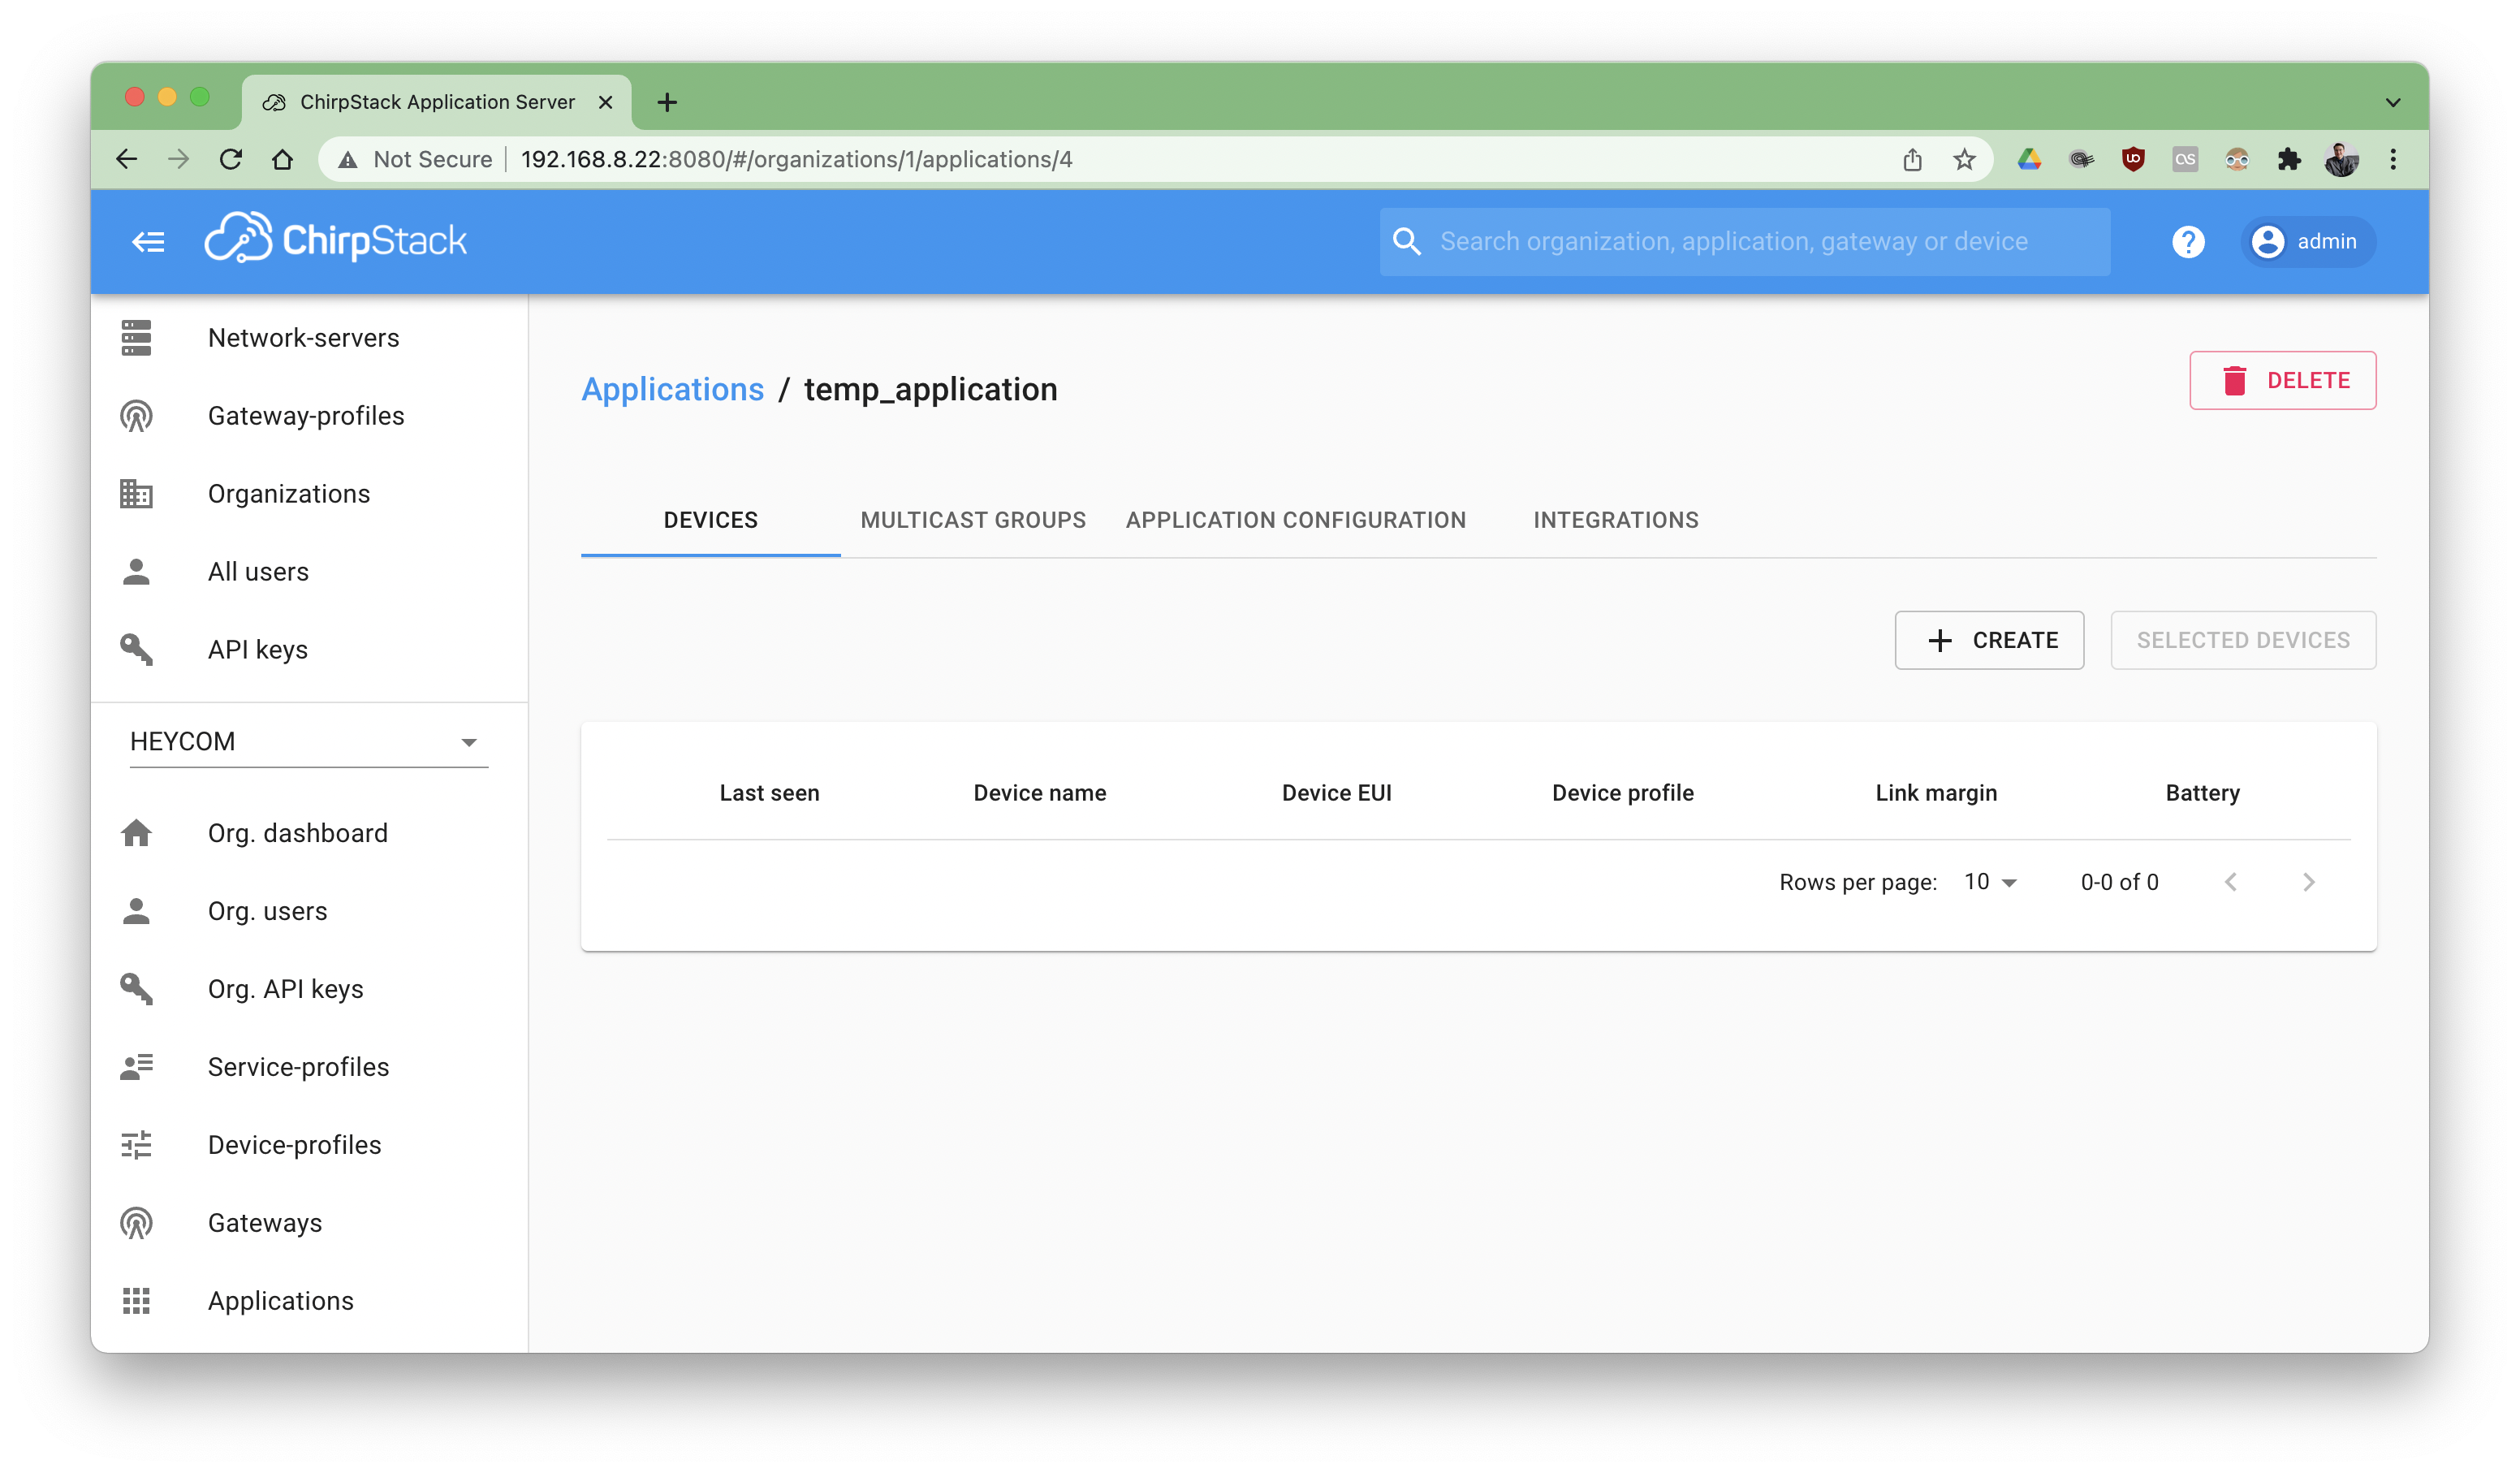 ChirpStack Application Server
Not Secure
192.168.8.22:8080/#/organizations/1/applications/4
UO
as
ChirpStack
Search organization, application, gateway or device
?
admin
Network-servers
Gateway-profiles
Organizations
All users
API keys
HEYCOM
Org. dashboard
Org. users
Org. API keys
Service-profiles
Device-profiles
Gateways
Applications
Applications / temp_application
DELETE
DEVICES MULTICAST GROUPS APPLICATION CONFIGURATION INTEGRATIONS
CREATE SELECTED DEVICES
Last seen Device name Device EUI Device profile Link margin Battery
Rows per page: 10 0-0 of 0